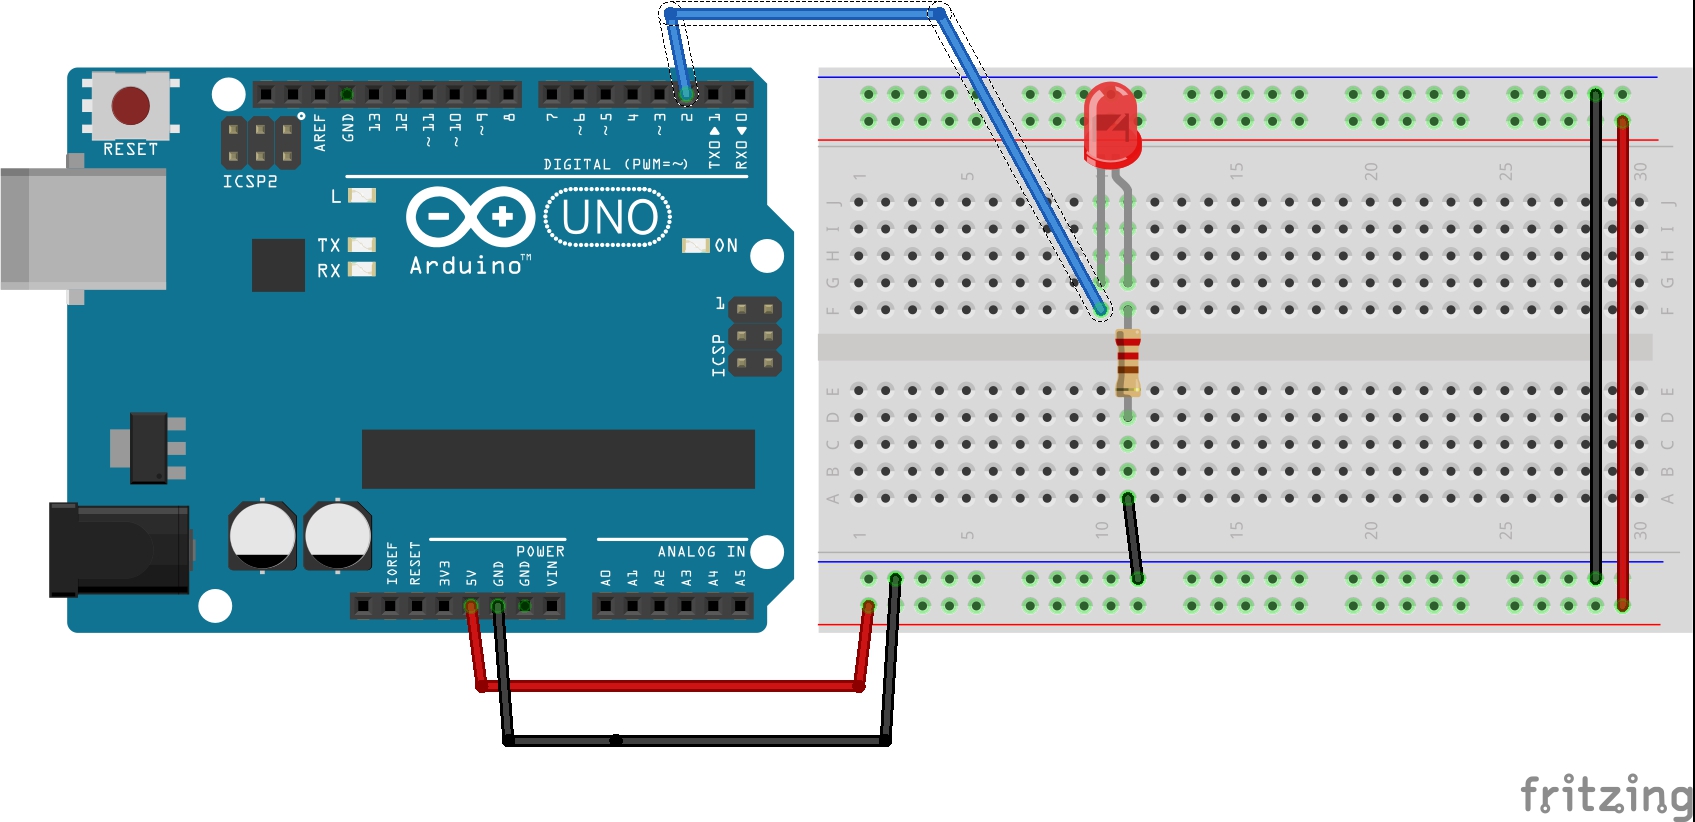 RESET
ICSP2
AREF
GND
13
12
~11
~10
~9
8
7
~6
~5
4
~3
2
TX0▶1
RX0◀0
DIGITAL (PWM=~)
L
TX
RX
UNO
Arduino™
ON
1
ICSP
IOREF
RESET
3V3
5V
GND
GND
VIN
POWER
ANALOG IN
A0
A1
A2
A3
A4
A5
1 5 15 20 25 30
J J
I I
H H
G G
F F
E E
D D
C C
B B
A A
1 5 10 15 20 25 30
fritzing